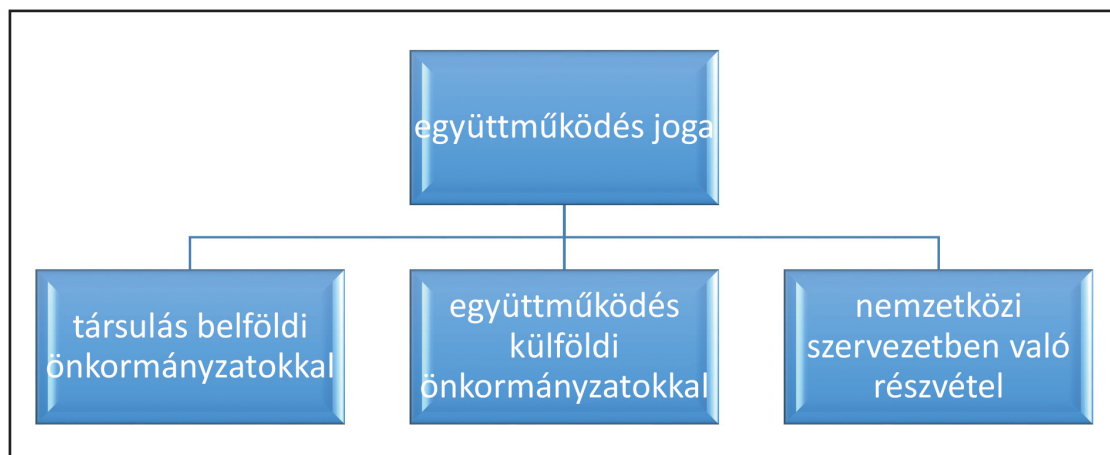 együttműködés joga
társulás belföldi
önkormányzatokkal
együttműködés
külföldi
önkormányzatokkal
nemzetközi
szervezetben való
részvétel